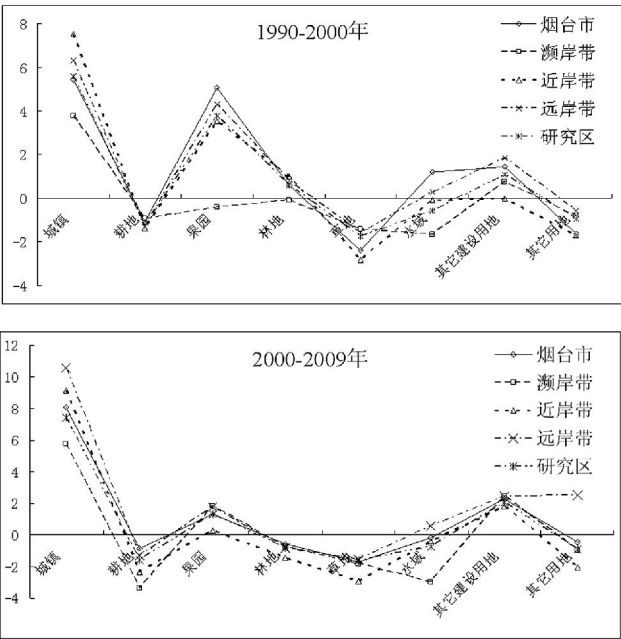 8
1990-2000年
烟台市
6
濒岸带
4
近岸带
远岸带
2
研究区
0
城镇
耕地
果园
林地
草地
水域
其它建设用地
其它用地
-2
-4
12
2000-2009年
烟台市
10
濒岸带
8
近岸带
6
远岸带
4
研究区
2
0
城镇
耕地
果园
林地
草地
水域
其它建设用地
其它用地
-2
-4